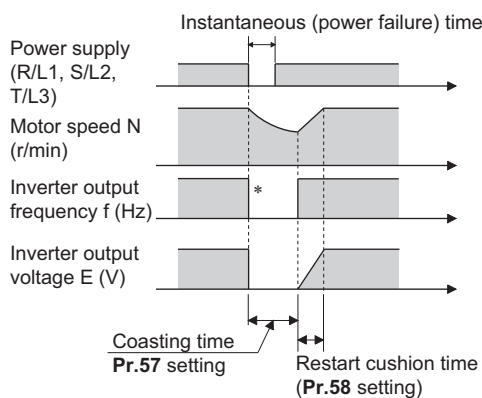 Instantaneous (power failure) time
Power supply
(R/L1, S/L2,
T/L3)
Motor speed N
(r/min)
Inverter output
frequency f (Hz)
*
Inverter output
voltage E (V)
Coasting time
Pr.57 setting
Restart cushion time
(Pr.58 setting)